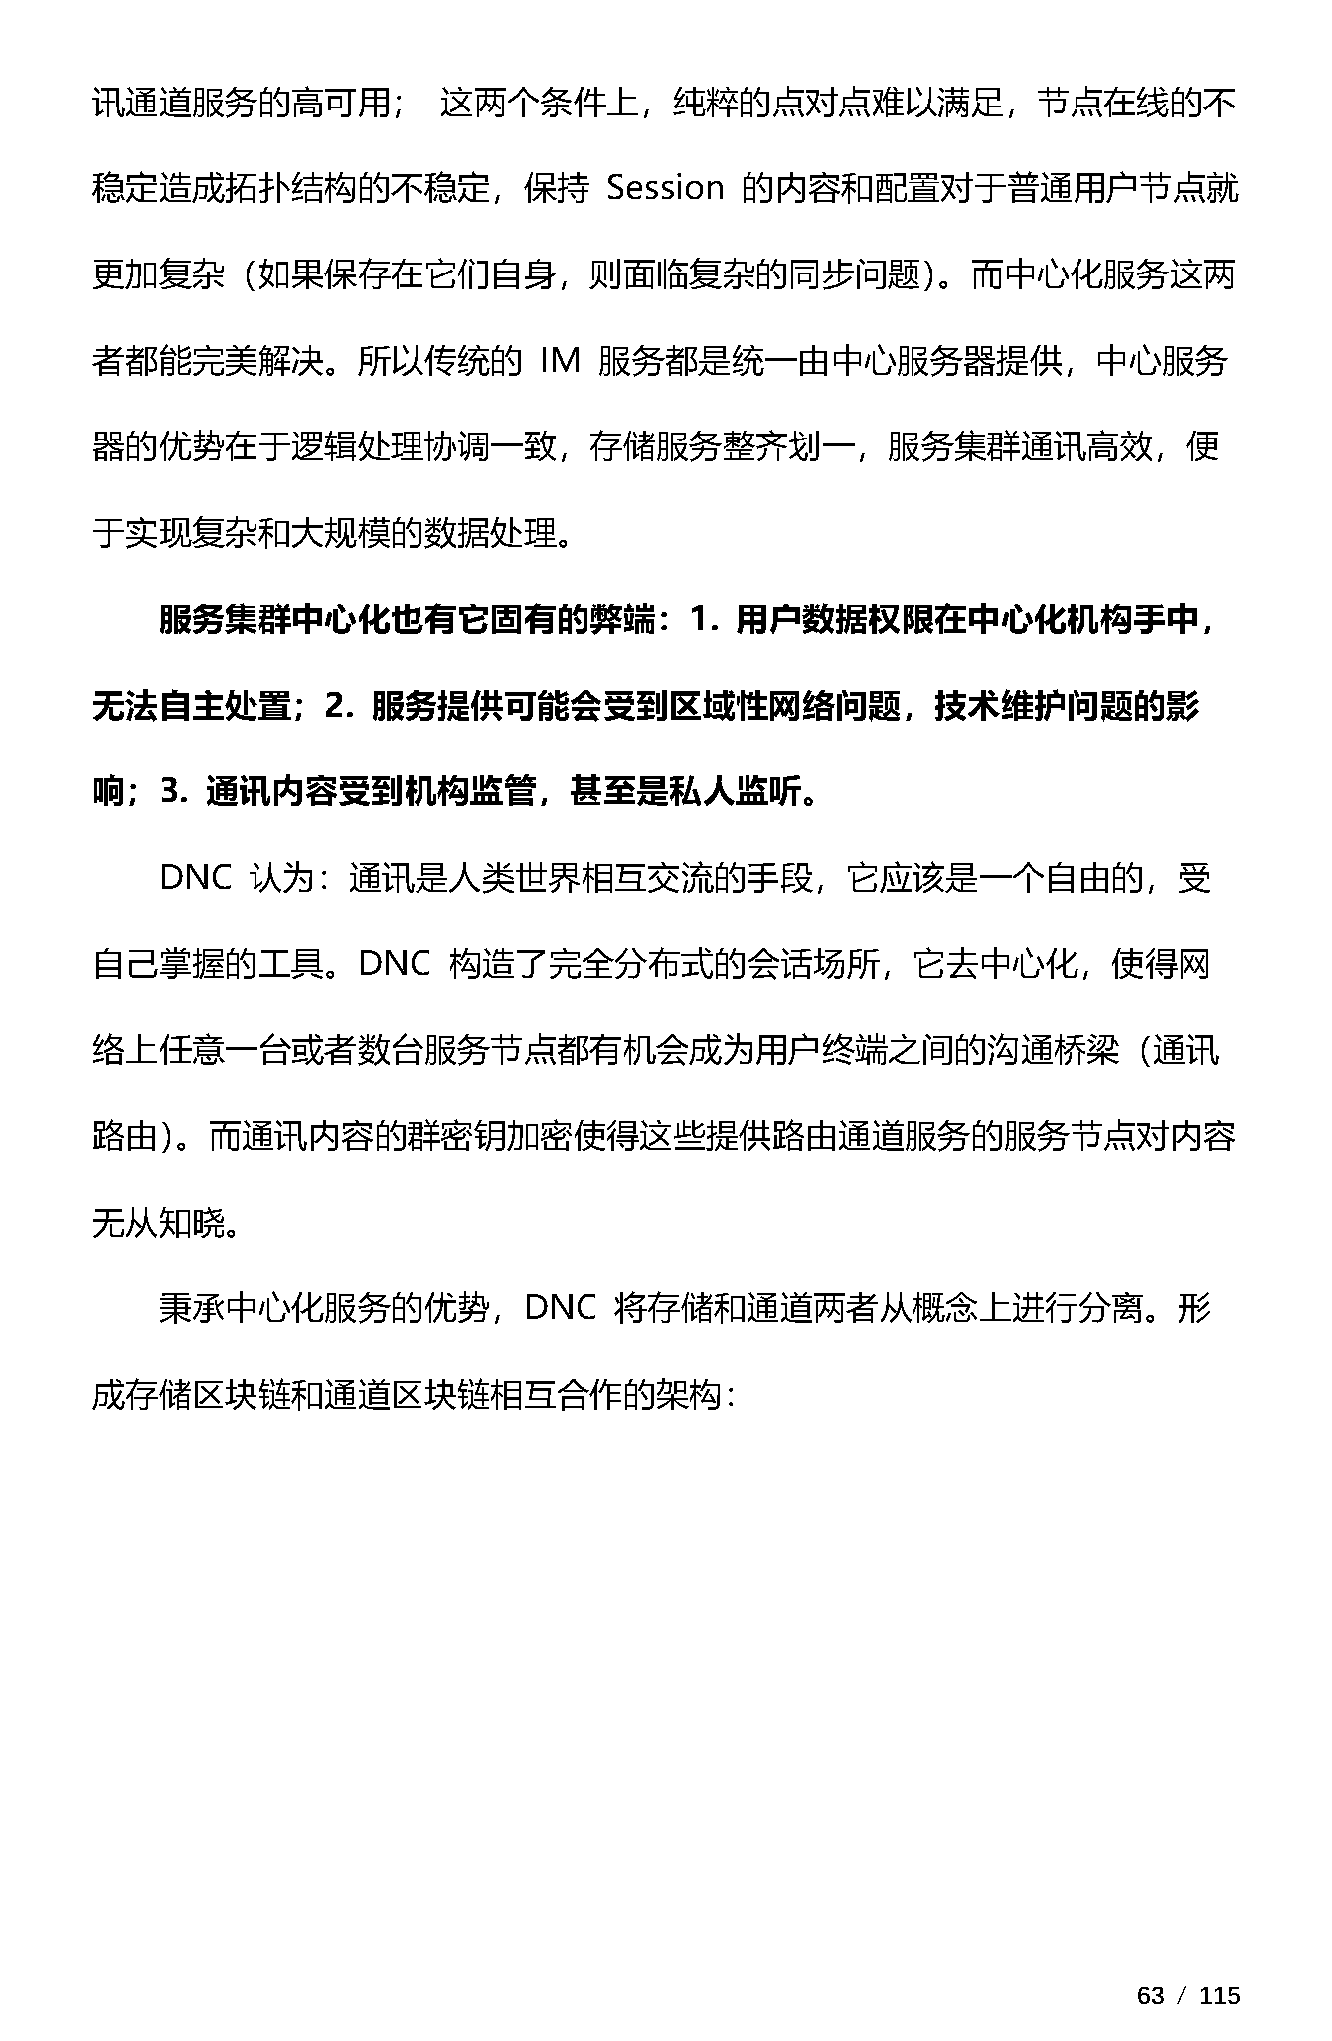 讯通道服务的高可用； 这两个条件上，纯粹的点对点难以满足，节点在线的不
稳定造成拓扑结构的不稳定，保持 Session 的内容和配置对于普通用户节点就
更加复杂（如果保存在它们自身，则面临复杂的同步问题）。而中心化服务这两
者都能完美解决。所以传统的 IM 服务都是统一由中心服务器提供，中心服务
器的优势在于逻辑处理协调一致，存储服务整齐划一，服务集群通讯高效，便
于实现复杂和大规模的数据处理。
服务集群中心化也有它固有的弊端：1. 用户数据权限在中心化机构手中，
无法自主处置；2. 服务提供可能会受到区域性网络问题，技术维护问题的影
响；3. 通讯内容受到机构监管，甚至是私人监听。
DNC 认为：通讯是人类世界相互交流的手段，它应该是一个自由的，受
自己掌握的工具。DNC 构造了完全分布式的会话场所，它去中心化，使得网
络上任意一台或者数台服务节点都有机会成为用户终端之间的沟通桥梁（通讯
路由）。而通讯内容的群密钥加密使得这些提供路由通道服务的服务节点对内容
无从知晓。
秉承中心化服务的优势，DNC 将存储和通道两者从概念上进行分离。形
成存储区块链和通道区块链相互合作的架构：
63 / 115